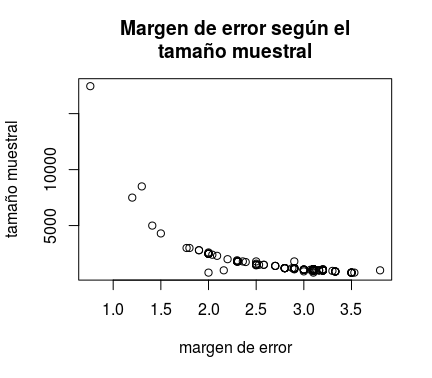 Margen de error según el
tamaño muestral
tamaño muestral
10000
5000
1.0 1.5 2.0 2.5 3.0 3.5
margen de error